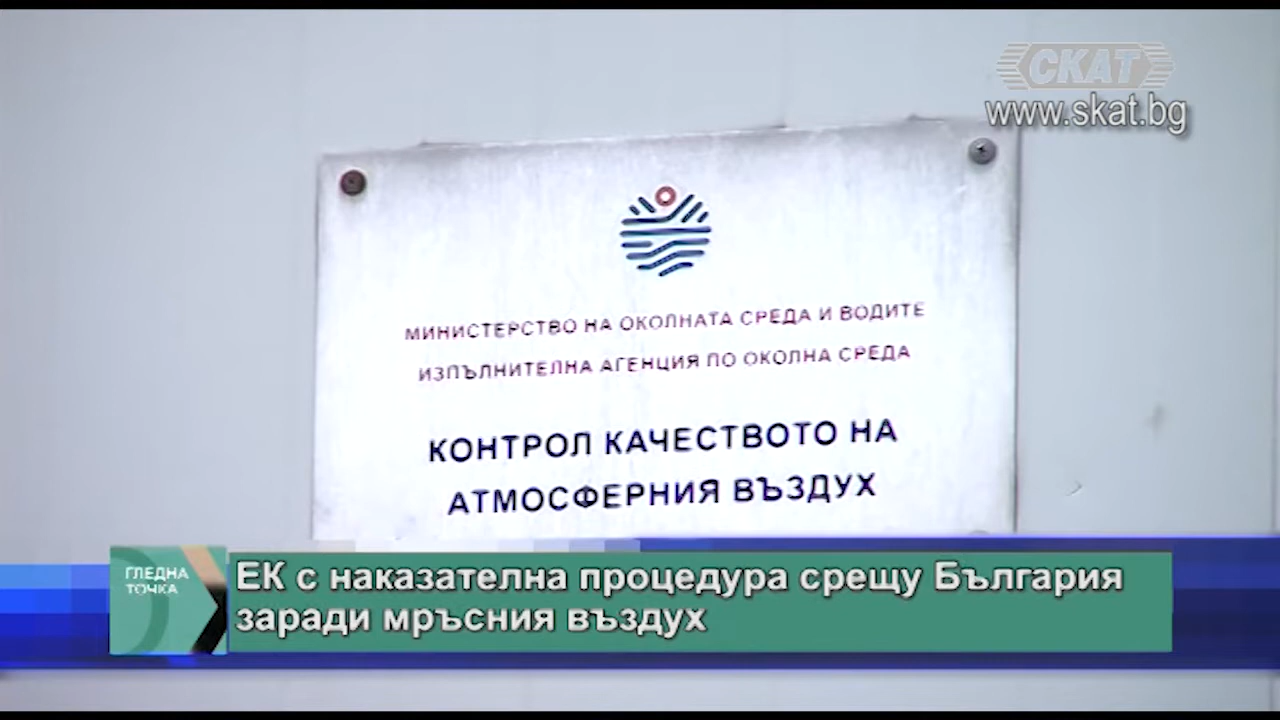 СКАТ
www.skat.bg
МИНИСТЕРСТВО НА ОКОЛНАТА СРЕДА И ВОДИТЕ
ИЗПЪЛНИТЕЛНА АГЕНЦИЯ ПО ОКОЛНА СРЕДА
КОНТРОЛ КАЧЕСТВОТО НА
АТМОСФЕРНИЯ ВЪЗДУХ
ГЛЕДНА
ТОЧКА
ЕК с наказателна процедура срещу България
заради мръсния въздух